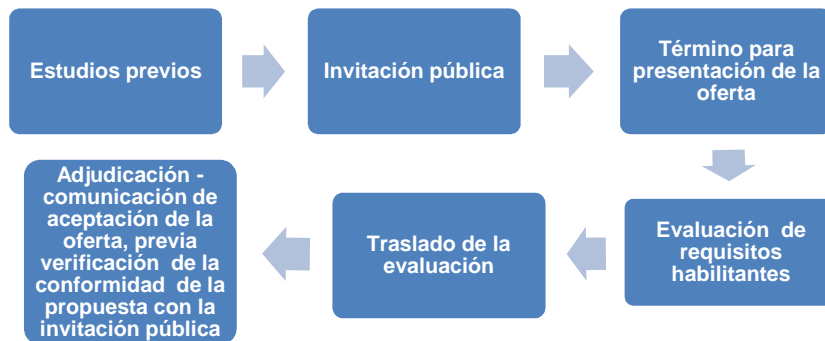 Estudios previos
Invitación pública
Término para
presentación de la
oferta
Evaluación de
requisitos
habilitantes
Traslado de la
evaluación
Adjudicación -
comunicación de
aceptación de la
oferta, previa
verificación de la
conformidad de la
propuesta con la
invitación pública